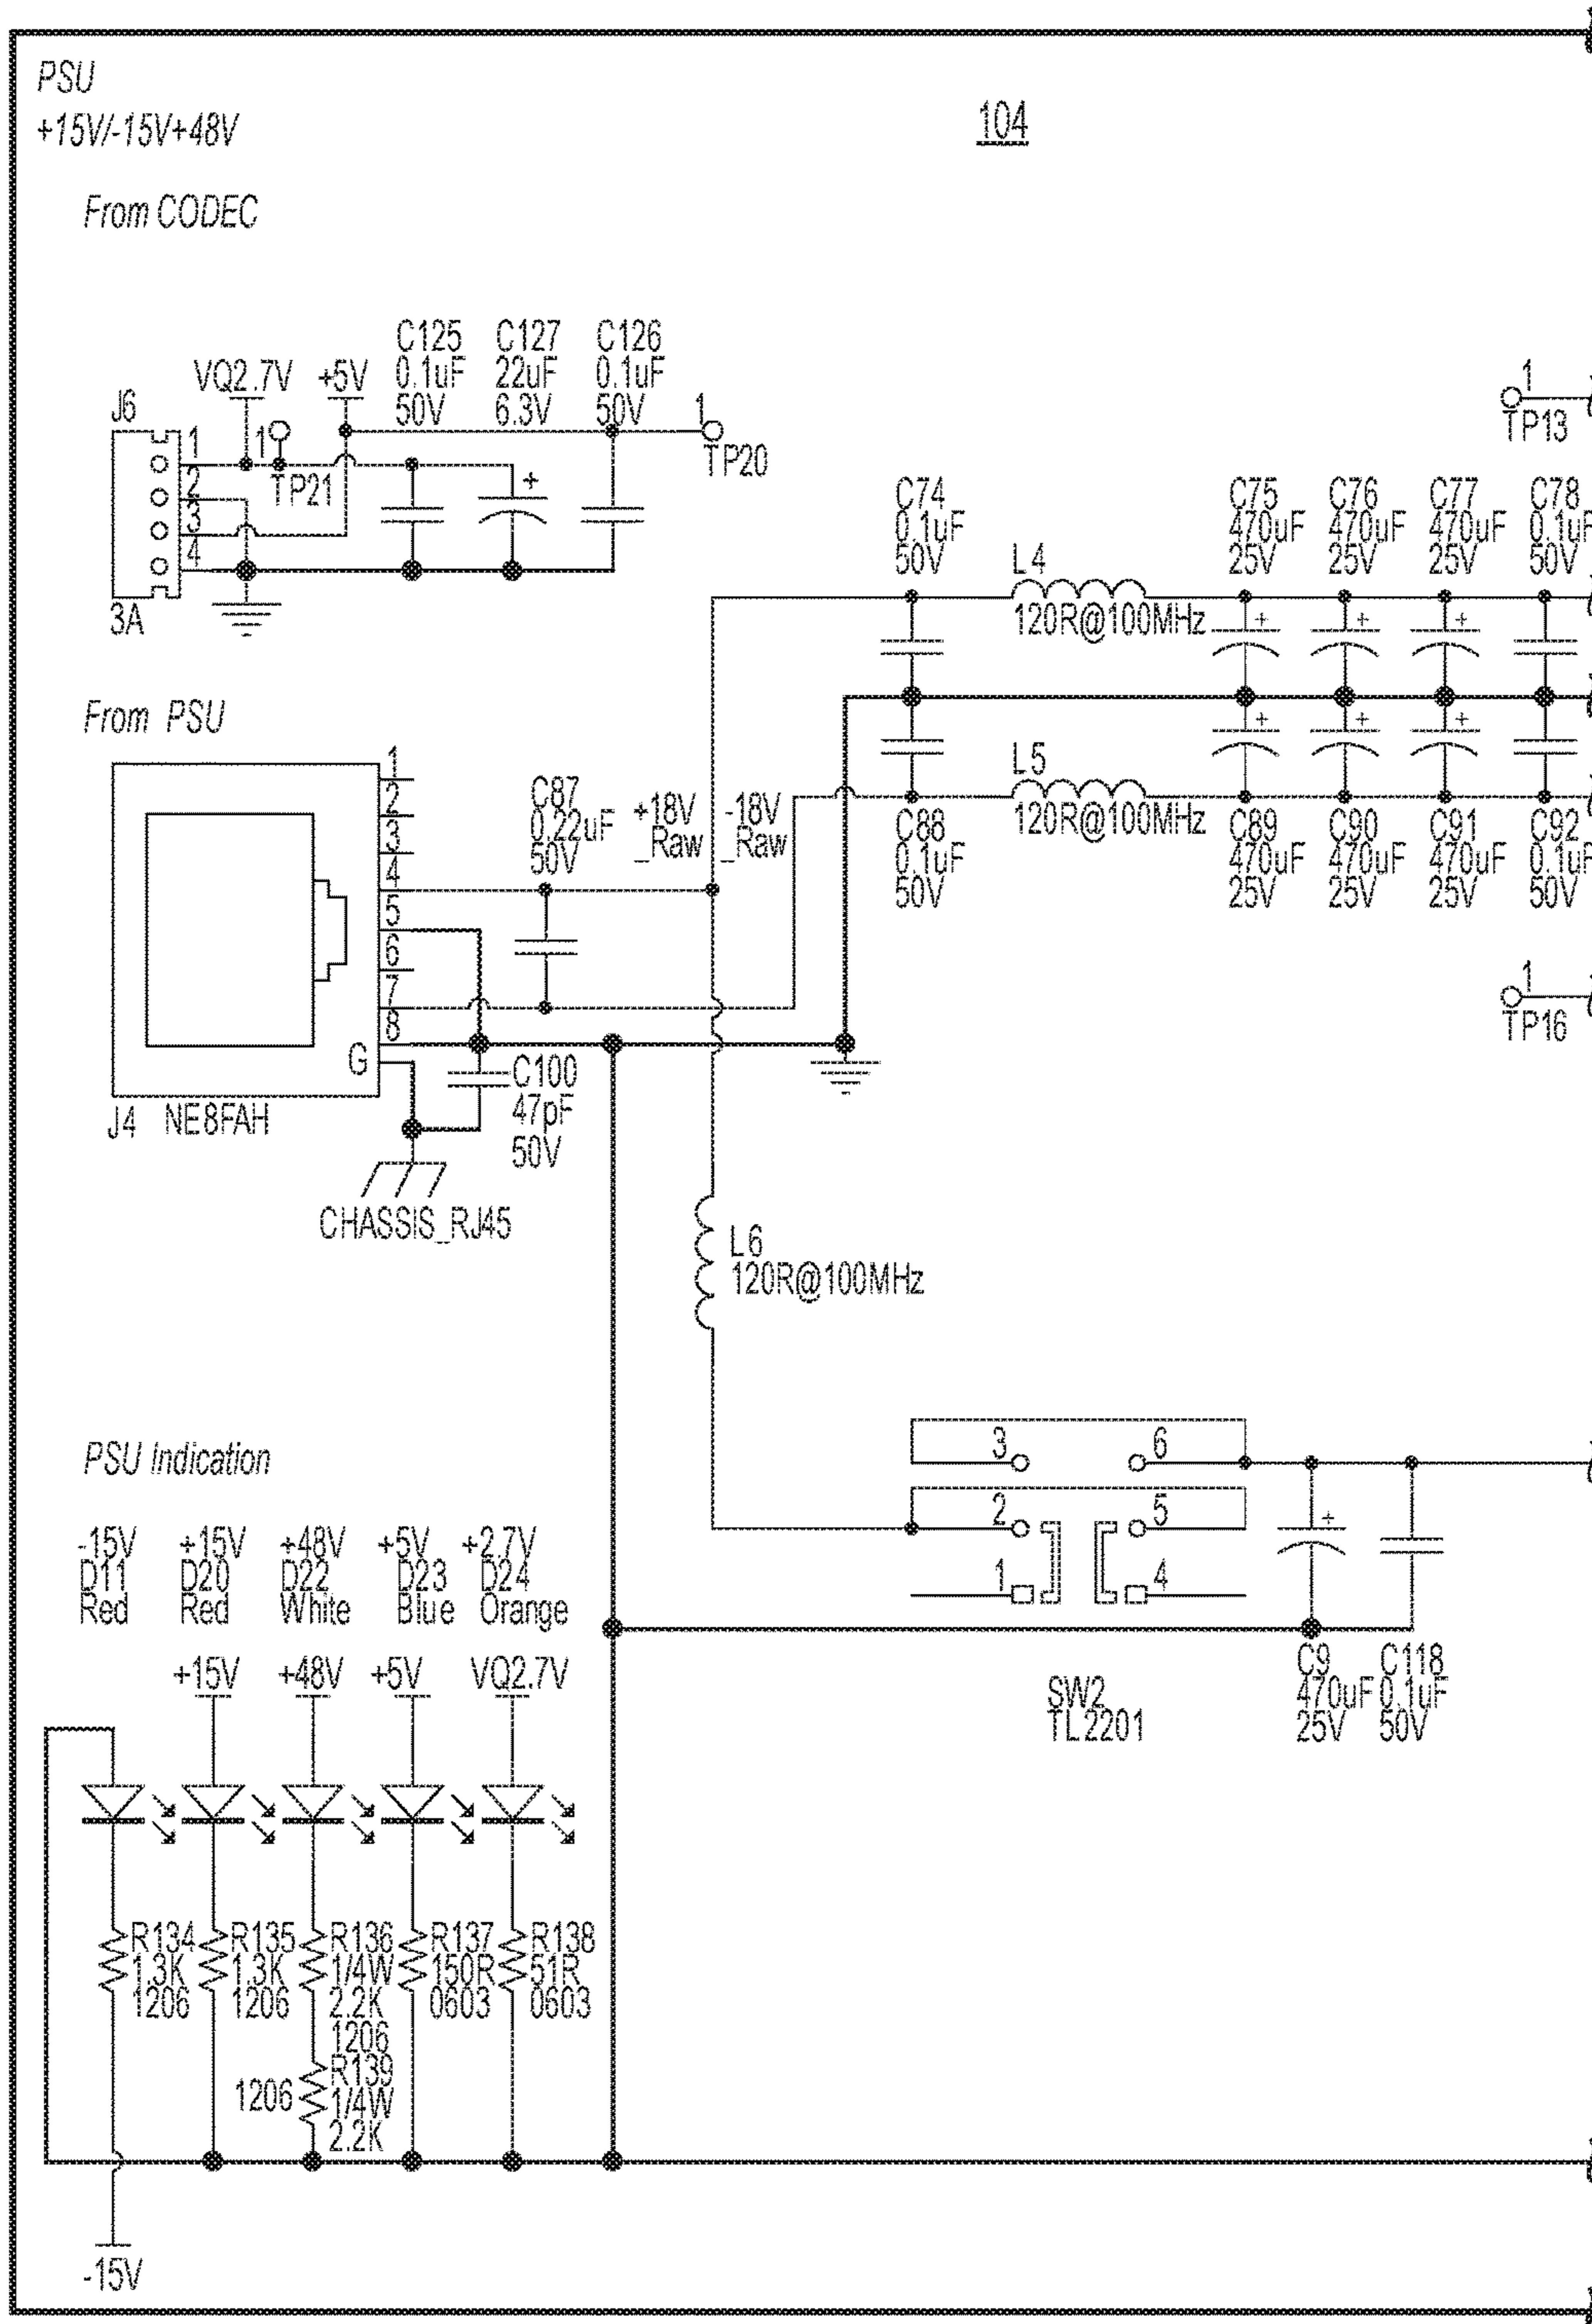 PSU
+15V/-15V+48V
104
From CODEC
C125
0.1uF
50V
C127
22uF
6.3V
C126
0.1uF
50V
VQ2.7V
+5V
J6
1
2
3
4
3A
1
TP21
+
1
TP20
1
TP13
C74
0.1uF
50V
L4
120R@100MHz
C75
470uF
25V
C76
470uF
25V
C77
470uF
25V
C78
0.1uF
50V
+
+
+
From PSU
+
+
+
L5
120R@100MHz
C88
0.1uF
50V
C89
470uF
25V
C90
470uF
25V
C91
470uF
25V
C92
0.1uF
50V
1
2
3
4
5
6
7
8
G
C87
0.22uF
50V
+18V
_Raw
-18V
_Raw
1
TP16
J4 NE8FAH
C100
47pF
50V
CHASSIS_RJ45
L6
120R@100MHz
3
6
2
5
1
4
+
SW2
TL2201
C9
470uF
25V
C118
0.1uF
50V
PSU Indication
-15V
D11
Red
+15V
D20
Red
+48V
D22
White
+5V
D23
Blue
+2.7V
D24
Orange
+15V
+48V
+5V
VQ2.7V
R134
1.3K
1206
R135
1.3K
1206
R136
1/4W
2.2K
1206
R137
150R
0603
R138
51R
0603
1206
R139
1/4W
2.2K
-15V